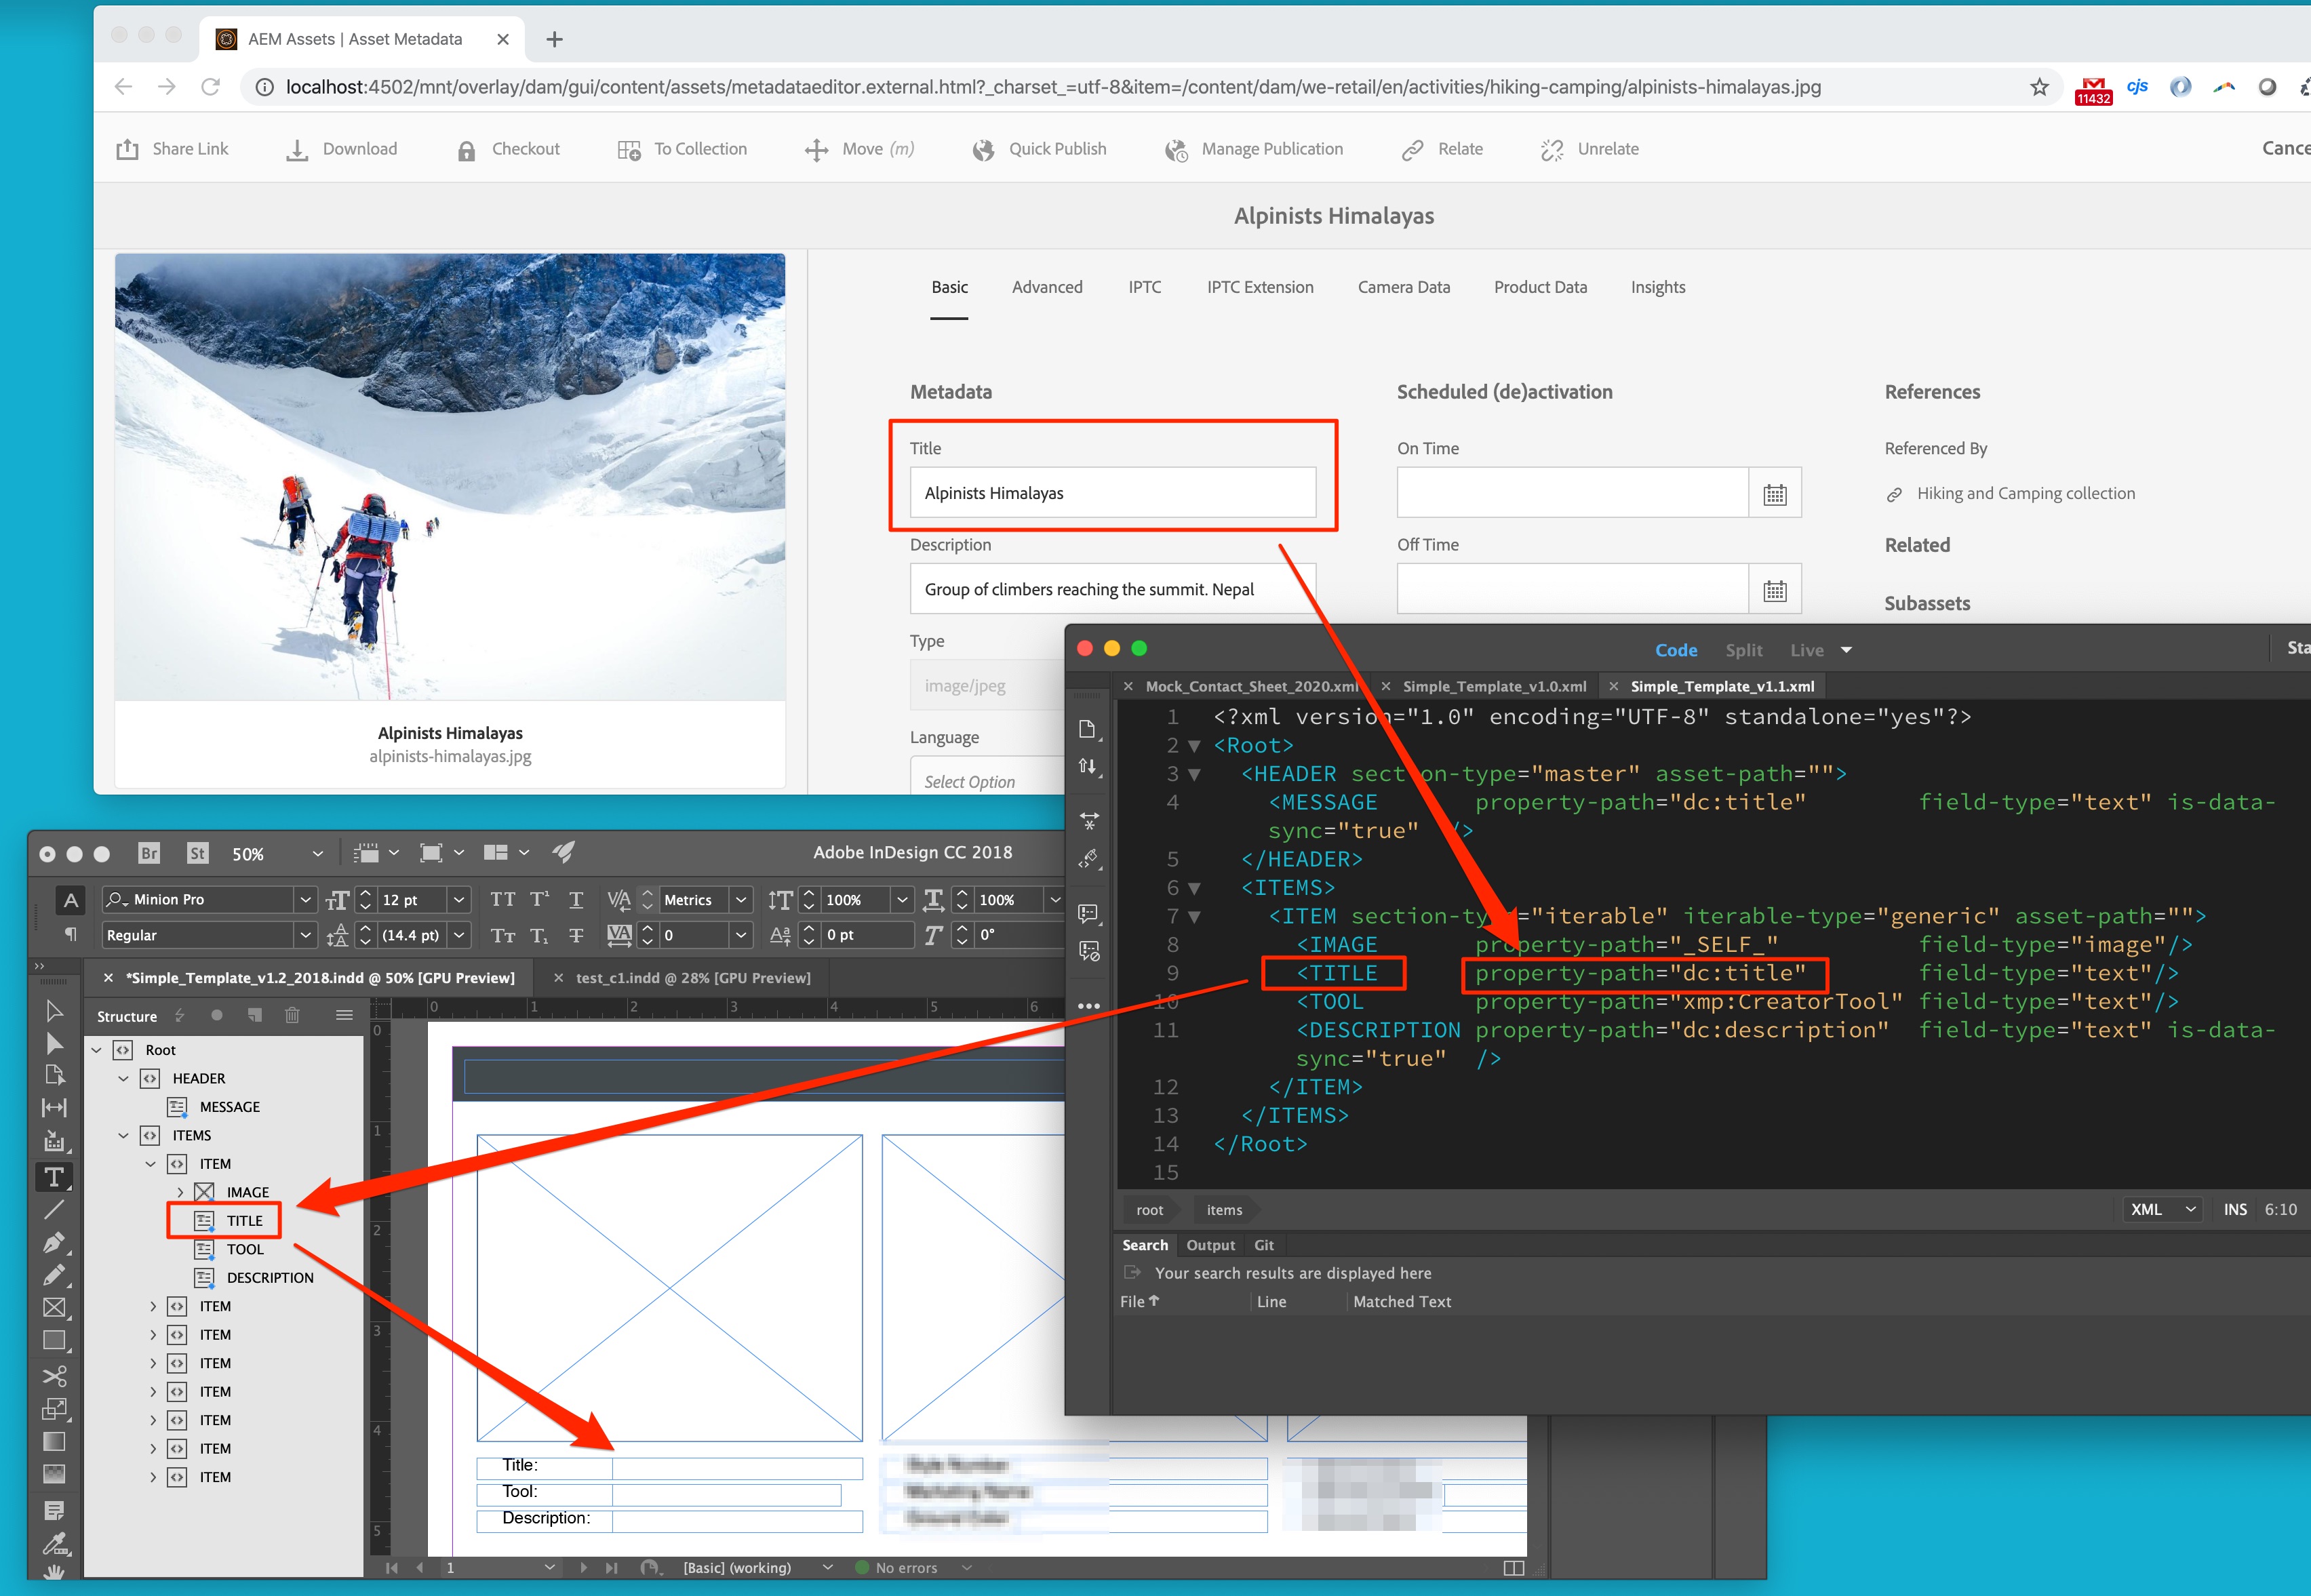 AEM Assets | Asset Metadata
localhost:4502/mnt/overlay/dam/gui/content/assets/metadataeditor.external.html?_charset_=utf-8&item=/content/dam/we-retail/en/activities/hiking-camping/alpinists-himalayas.jpg
11432
cjs
Share Link Download Checkout To Collection Move (m) Quick Publish Manage Publication Relate Unrelate Cance
Alpinists Himalayas
Basic Advanced IPTC IPTC Extension Camera Data Product Data Insights
Metadata Scheduled (de)activation References
Title On Time Referenced By
Alpinists Himalayas Hiking and Camping collection
Description Off Time Related
Group of climbers reaching the summit. Nepal Subassets
Type
image/jpeg
Language
Select Option
Alpinists Himalayas
alpinists-himalayas.jpg
Code Split Live Sta
Mock_Contact_Sheet_2020.xml Simple_Template_v1.0.xml Simple_Template_v1.1.xml
1 <?xml version="1.0" encoding="UTF-8" standalone="yes"?>
2 <Root>
3 <HEADER section-type="master" asset-path="">
4 <MESSAGE property-path="dc:title" field-type="text" is-data-
sync="true" />
5 </HEADER>
6 <ITEMS>
7 <ITEM section-type="iterable" iterable-type="generic" asset-path="">
8 <IMAGE property-path="_SELF_" field-type="image"/>
9 <TITLE property-path="dc:title" field-type="text"/>
10 <TOOL property-path="xmp:CreatorTool" field-type="text"/>
11 <DESCRIPTION property-path="dc:description" field-type="text" is-data-
sync="true" />
12 </ITEM>
13 </ITEMS>
14 </Root>
15
root items XML INS 6:10
Search Output Git
Your search results are displayed here
File Line Matched Text
Br St 50% Adobe InDesign CC 2018
A Minion Pro 12 pt Metrics 100% 100%
Regular (14.4 pt) 0 0 pt 0°
*Simple_Template_v1.2_2018.indd @ 50% [GPU Preview] test_c1.indd @ 28% [GPU Preview]
Structure
0 1 2 3 4 5 6
0
1
2
3
4
5
Root
HEADER
MESSAGE
ITEMS
ITEM
IMAGE
TITLE
TOOL
DESCRIPTION
ITEM
ITEM
ITEM
ITEM
ITEM
ITEM
ITEM
Title:
Tool:
Description:
1 [Basic] (working) No errors